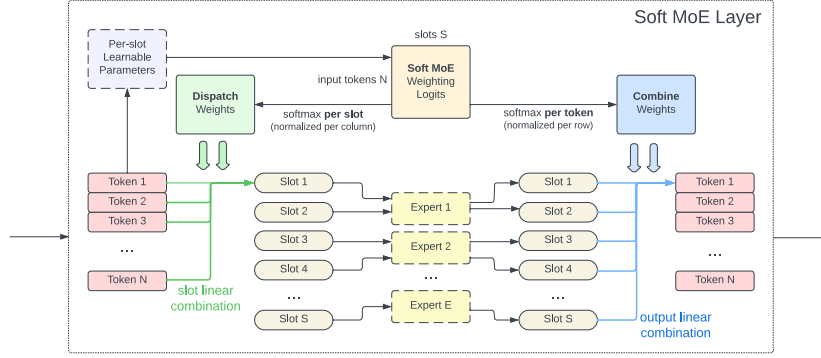 Soft MoE Layer
Per-slot
Learnable
Parameters
slots S
input tokens N
Soft MoE
Weighting
Logits
Dispatch
Weights
softmax per slot
(normalized per column)
softmax per token
(normalized per row)
Combine
Weights
Token 1
Token 2
Token 3
...
Token N
slot linear
combination
Slot 1
Slot 2
Slot 3
Slot 4
...
Slot S
Expert 1
Expert 2
...
Expert E
Slot 1
Slot 2
Slot 3
Slot 4
...
Slot S
output linear
combination
Token 1
Token 2
Token 3
...
Token N